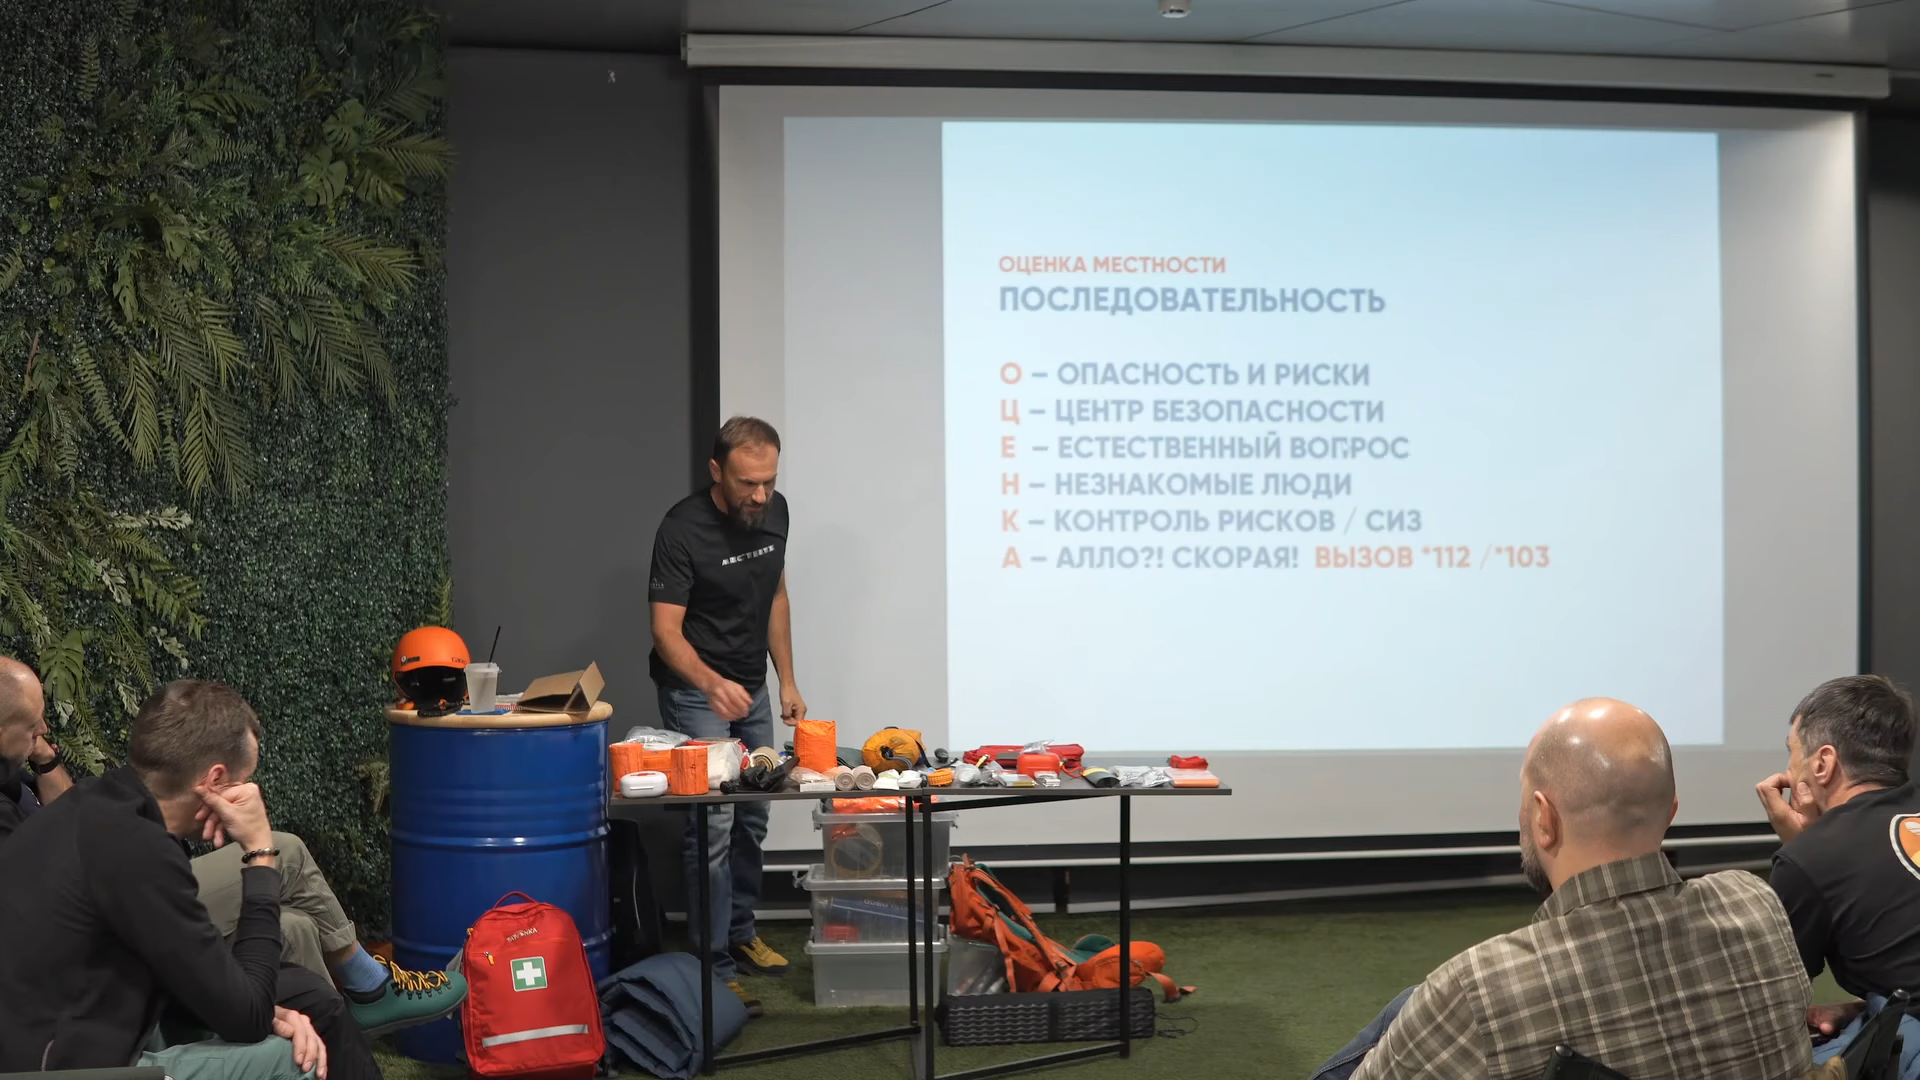 ОЦЕНКА МЕСТНОСТИ
ПОСЛЕДОВАТЕЛЬНОСТЬ
О – ОПАСНОСТЬ И РИСКИ
Ц – ЦЕНТР БЕЗОПАСНОСТИ
Е – ЕСТЕСТВЕННЫЙ ВОПРОС
Н – НЕЗНАКОМЫЕ ЛЮДИ
К – КОНТРОЛЬ РИСКОВ / СИЗ
А – АЛЛО?! СКОРАЯ! ВЫЗОВ *112 / *103
TATONKA